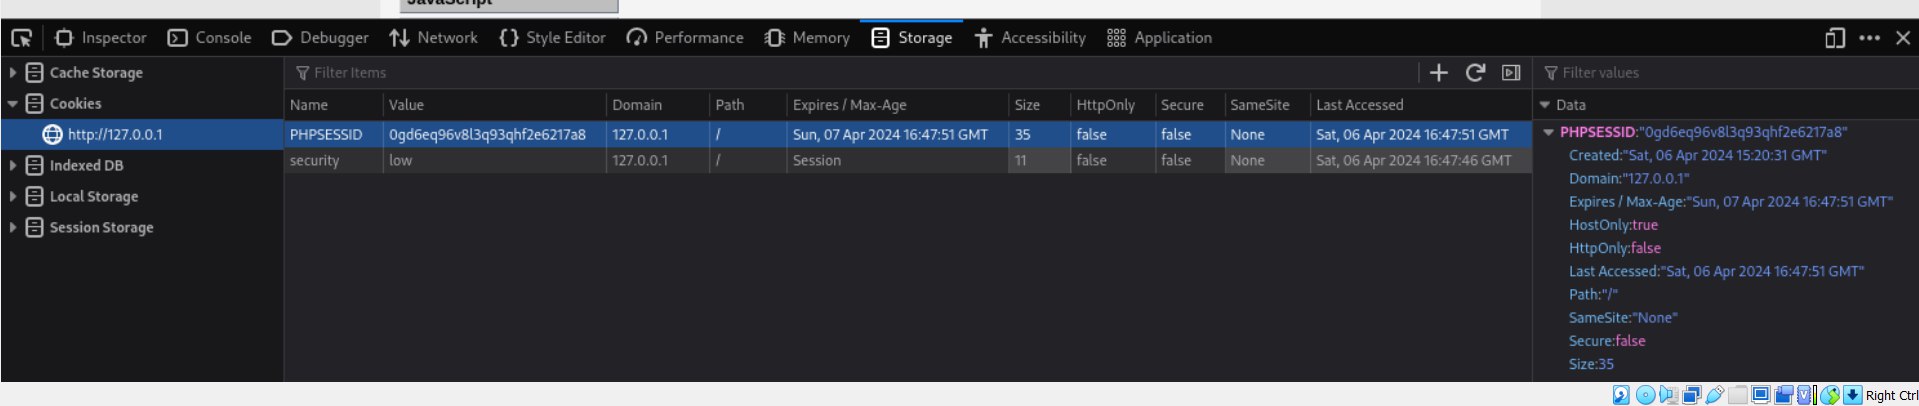 JavaScript
Inspector Console Debugger Network Style Editor Performance Memory Storage Accessibility Application
Cache Storage Filter Items Filter values
Cookies Name Value Domain Path Expires / Max-Age Size HttpOnly Secure SameSite Last Accessed Data
http://127.0.0.1 PHPSESSID 0gd6eq96v8l3q93qhf2e6217a8 127.0.0.1 / Sun, 07 Apr 2024 16:47:51 GMT 35 false false None Sat, 06 Apr 2024 16:47:51 GMT PHPSESSID:"0gd6eq96v8l3q93qhf2e6217a8"
Indexed DB security low 127.0.0.1 / Session 11 false false None Sat, 06 Apr 2024 16:47:46 GMT Created:"Sat, 06 Apr 2024 15:20:31 GMT"
Domain:"127.0.0.1"
Local Storage Expires / Max-Age:"Sun, 07 Apr 2024 16:47:51 GMT"
Session Storage HostOnly:true
HttpOnly:false
Last Accessed:"Sat, 06 Apr 2024 16:47:51 GMT"
Path:"/"
SameSite:"None"
Secure:false
Size:35
Right Ctrl